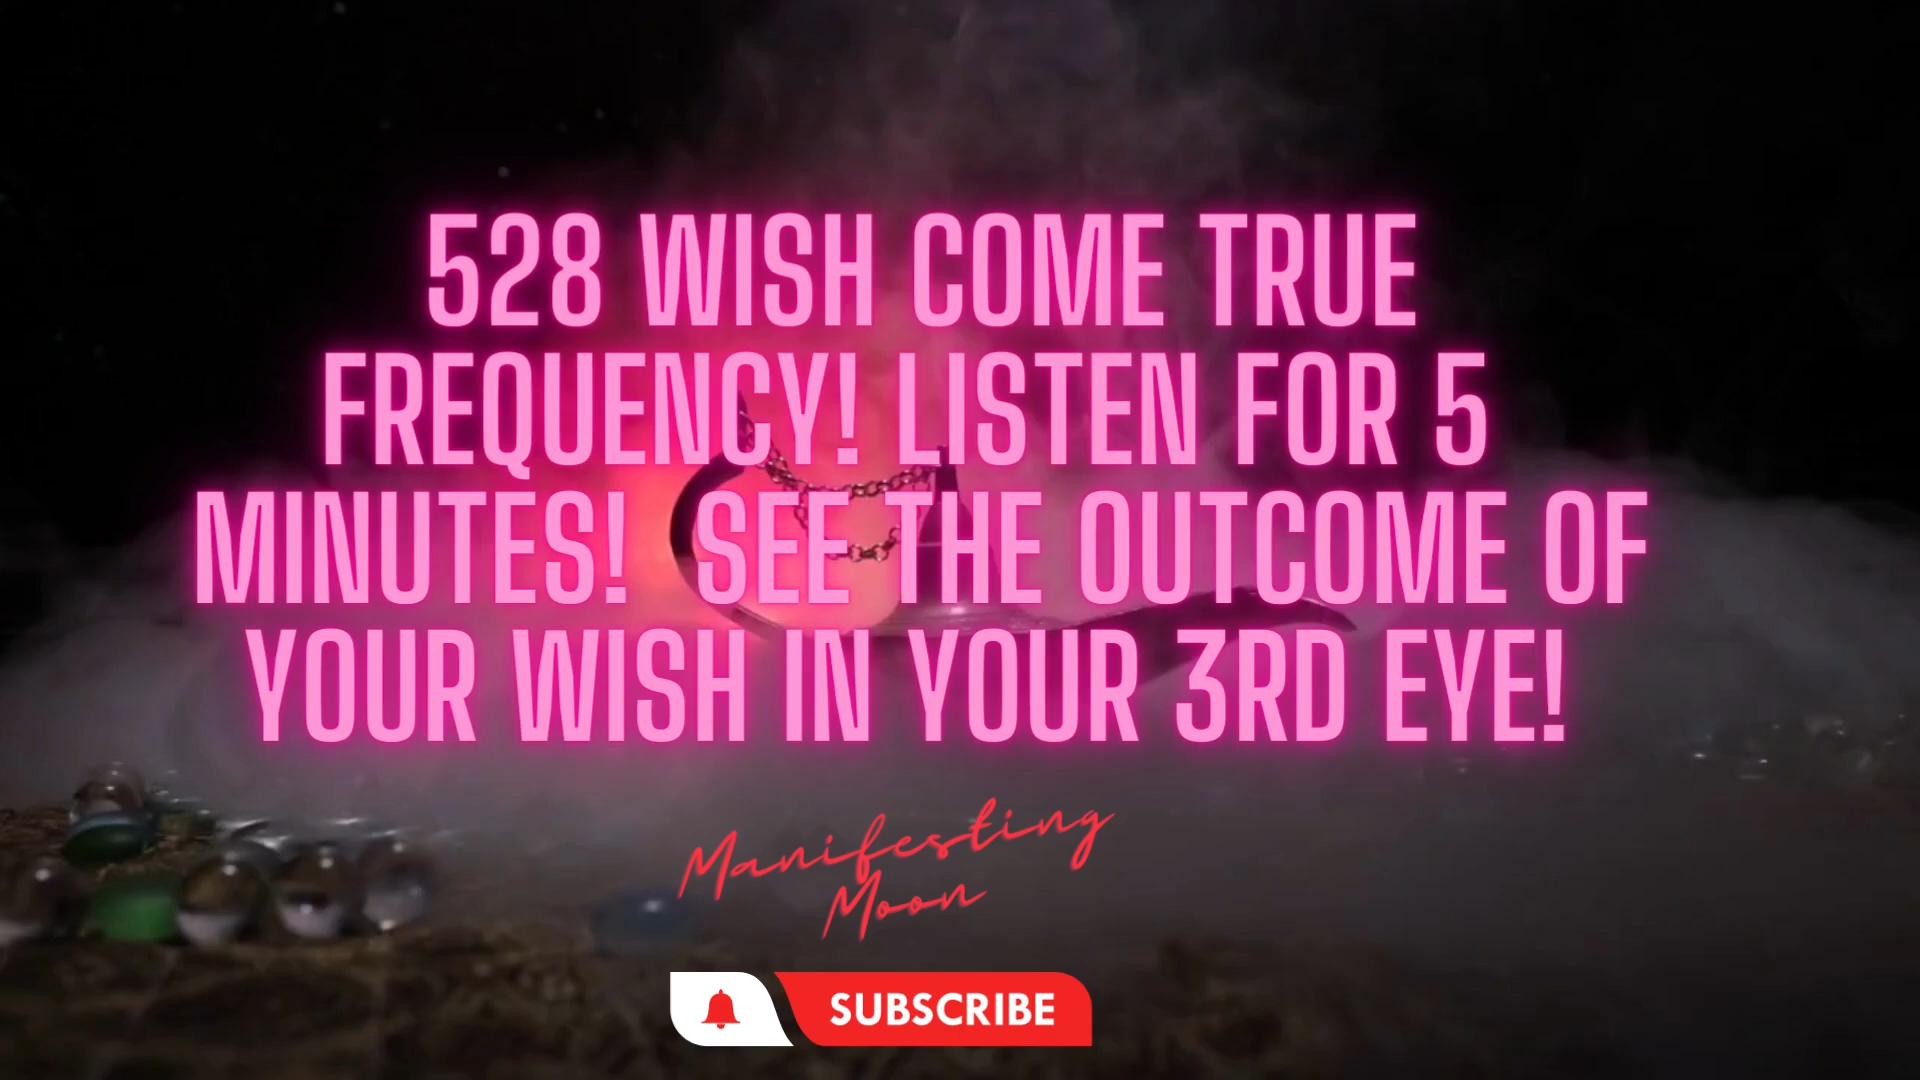 528 WISH COME TRUE
FREQUENCY! LISTEN FOR 5
MINUTES!  SEE THE OUTCOME OF
YOUR WISH IN YOUR 3RD EYE!
Manifesting
Moon
SUBSCRIBE